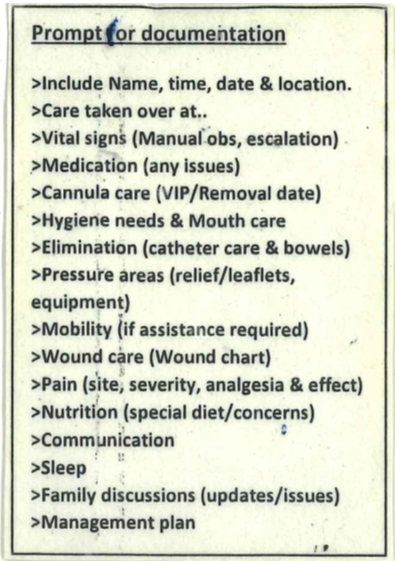 Prompt for documentation
>Include Name, time, date & location.
>Care taken over at..
>Vital signs (Manual obs, escalation)
>Medication (any issues)
>Cannula care (VIP/Removal date)
>Hygiene needs & Mouth care
>Elimination (catheter care & bowels)
>Pressure areas (relief/leaflets,
equipment)
>Mobility (if assistance required)
>Wound care (Wound chart)
>Pain (site, severity, analgesia & effect)
>Nutrition (special diet/concerns)
>Communication
>Sleep
>Family discussions (updates/issues)
>Management plan